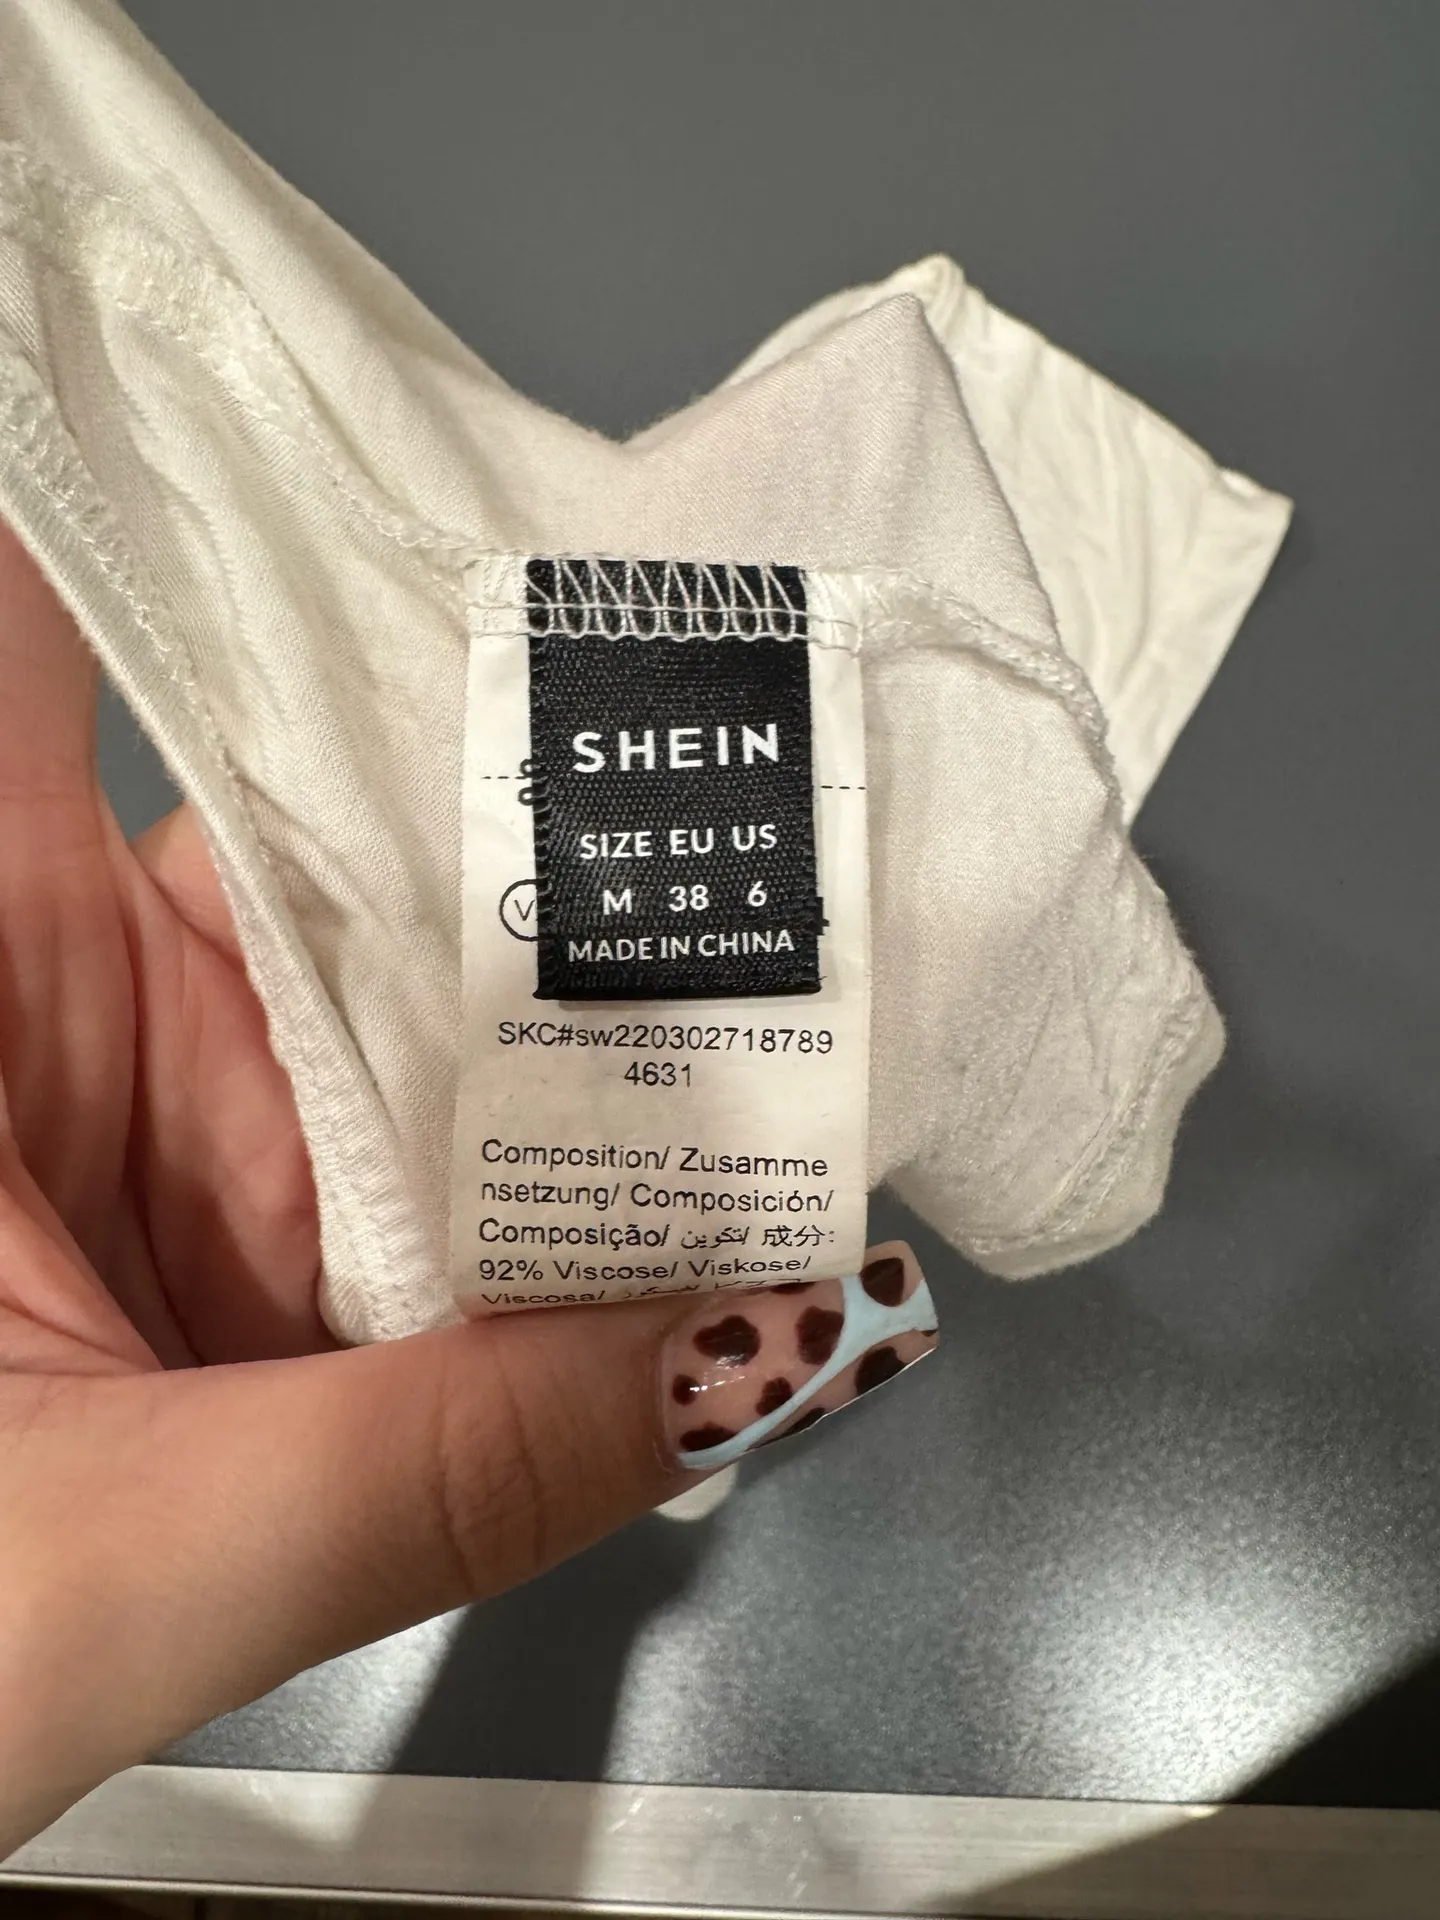 SHEIN
SIZE EU US
M 38 6
MADE IN CHINA
SKC#sw220302718789
4631
Composition/ Zusamme
nsetzung/ Composición/
Composição/ تكوين/ 成分:
92% Viscose/ Viskose/
Viscosa/